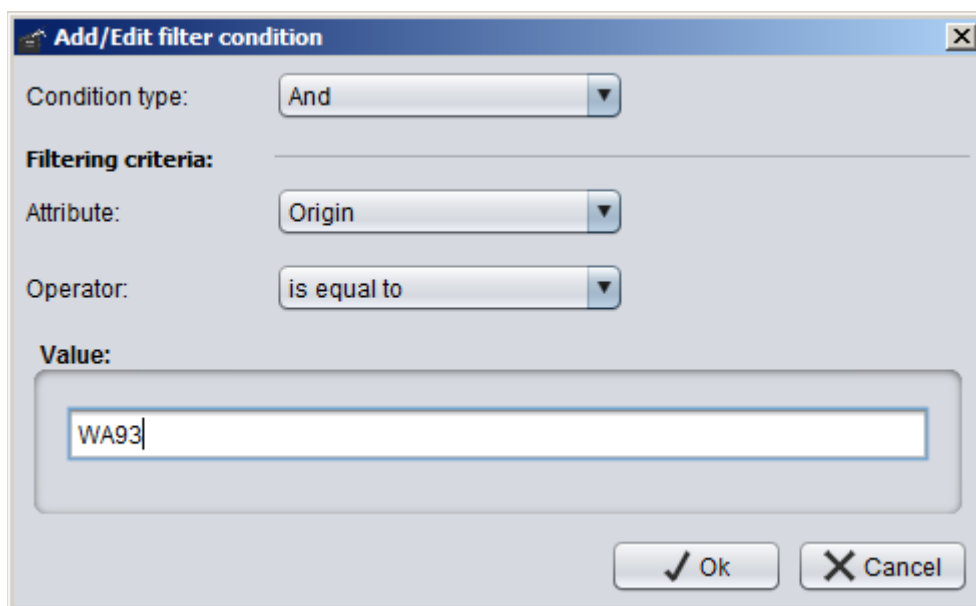 Add/Edit filter condition
Condition type: And
Filtering criteria:
Attribute: Origin
Operator: is equal to
Value:
WA93
Ok Cancel